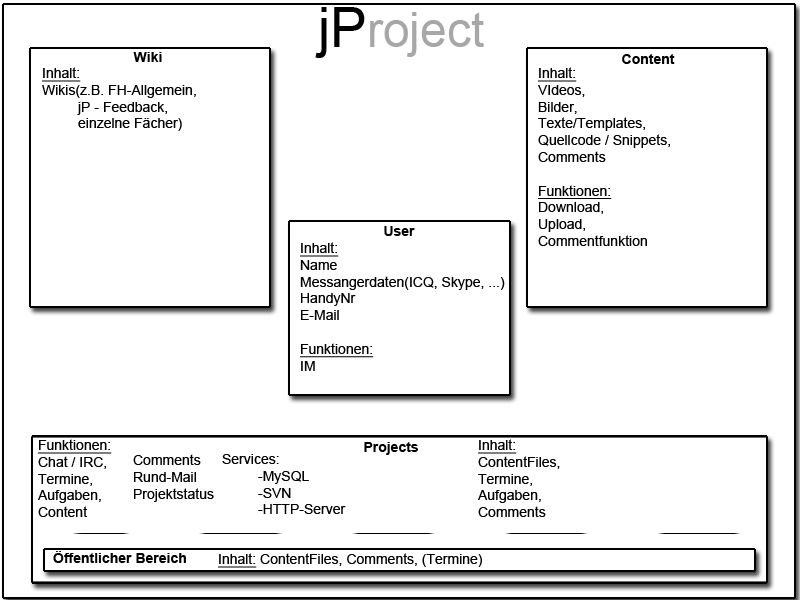 jProject
Wiki
Inhalt:
Wikis(z.B. FH-Allgemein,
jP - Feedback,
einzelne Fächer)
Content
Inhalt:
VIdeos,
Bilder,
Texte/Templates,
Quellcode / Snippets,
Comments
Funktionen:
Download,
Upload,
Commentfunktion
User
Inhalt:
Name
Messangerdaten(ICQ, Skype, ...)
HandyNr
E-Mail
Funktionen:
IM
Projects
Funktionen:
Chat / IRC,
Termine,
Aufgaben,
Content
Comments
Rund-Mail
Projektstatus
Services:
-MySQL
-SVN
-HTTP-Server
Inhalt:
ContentFiles,
Termine,
Aufgaben,
Comments
Öffentlicher Bereich
Inhalt: ContentFiles, Comments, (Termine)